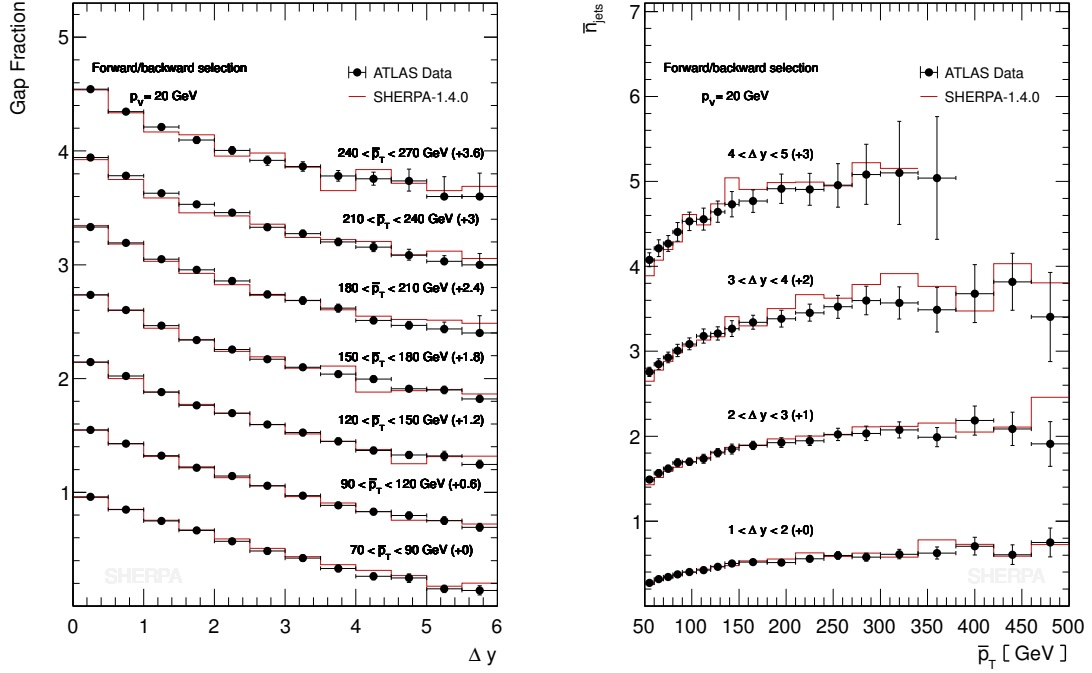 Gap Fraction
5
4
3
2
1
Forward/backward selection
p_V = 20 GeV
ATLAS Data
SHERPA-1.4.0
240 < p̅_T < 270 GeV (+3.6)
210 < p̅_T < 240 GeV (+3)
180 < p̅_T < 210 GeV (+2.4)
150 < p̅_T < 180 GeV (+1.8)
120 < p̅_T < 150 GeV (+1.2)
90 < p̅_T < 120 GeV (+0.6)
70 < p̅_T < 90 GeV (+0)
SHERPA
0 1 2 3 4 5 6
Δ y
n̅_jets
7
6
5
4
3
2
1
Forward/backward selection
p_V = 20 GeV
ATLAS Data
SHERPA-1.4.0
4 < Δ y < 5 (+3)
3 < Δ y < 4 (+2)
2 < Δ y < 3 (+1)
1 < Δ y < 2 (+0)
SHERPA
50 100 150 200 250 300 350 400 450 500
p̅_T [ GeV ]